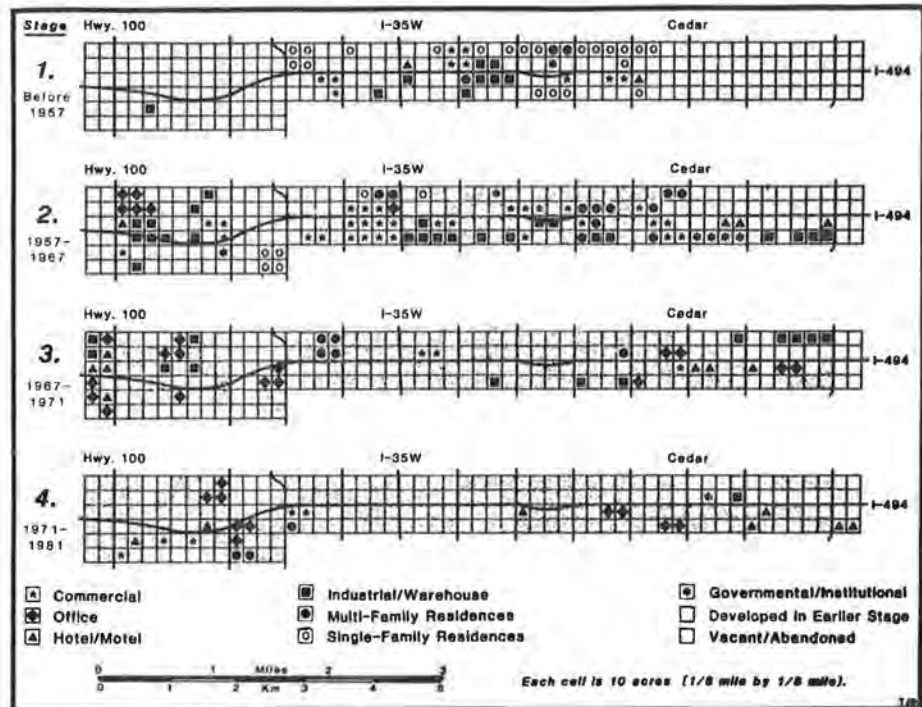 Stage Hwy. 100 I-35W Cedar
1.
Before
1957
I-494
Hwy. 100 I-35W Cedar
2.
1957-
1967
I-494
Hwy. 100 I-35W Cedar
3.
1967-
1971
I-494
Hwy. 100 I-35W Cedar
4.
1971-
1981
I-494
Commercial Industrial/Warehouse Governmental/Institutional
Office Multi-Family Residences Developed in Earlier Stage
Hotel/Motel Single-Family Residences Vacant/Abandoned
0 1 Miles 2 3
0 1 2 Km 3 4 5
Each cell is 10 acres (1/8 mile by 1/8 mile).